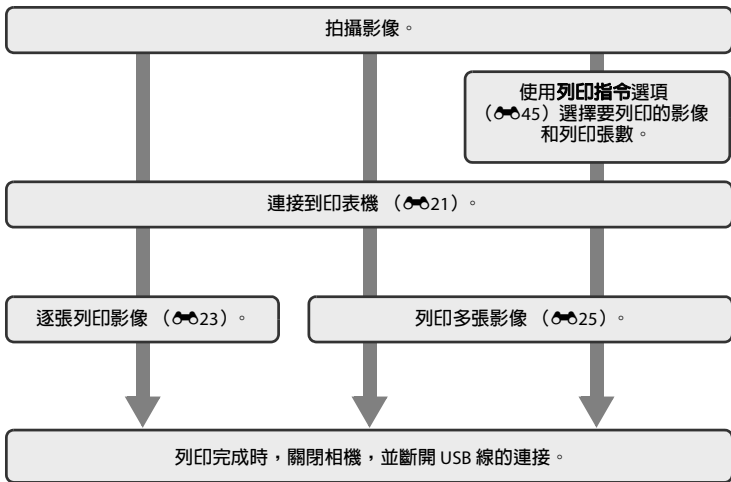 拍攝影像。
使用列印指令選項
（45）選擇要列印的影像
和列印張數。
連接到印表機 （21）。
逐張列印影像 （23）。
列印多張影像 （25）。
列印完成時，關閉相機，並斷開 USB 線的連接。